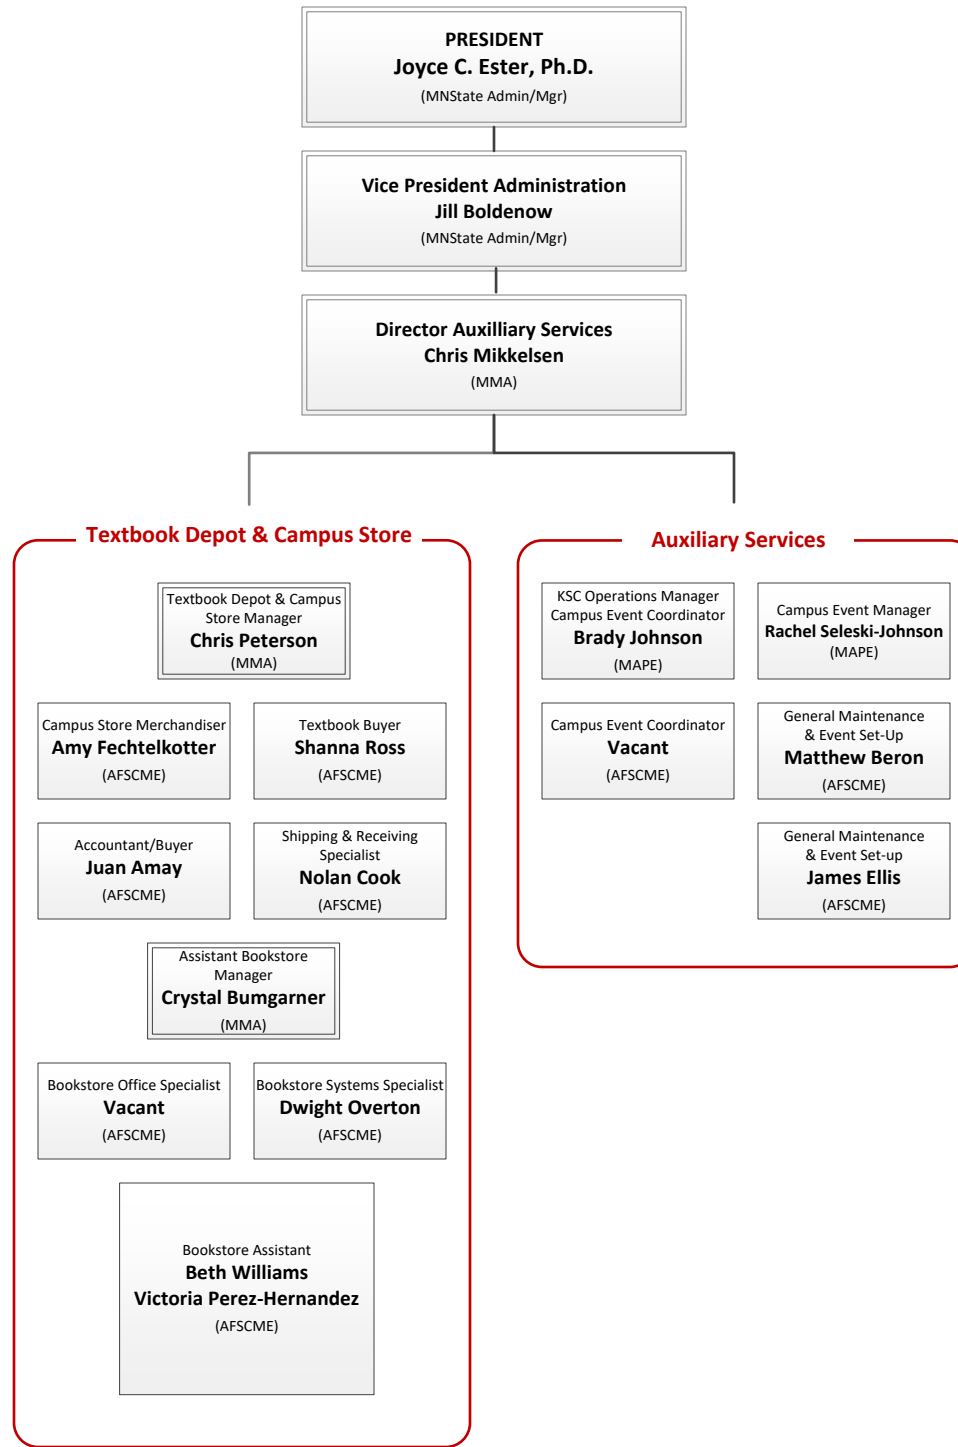 PRESIDENT
Joyce C. Ester, Ph.D.
(MNState Admin/Mgr)
Vice President Administration
Jill Boldenow
(MNState Admin/Mgr)
Director Auxilliary Services
Chris Mikkelsen
(MMA)
Textbook Depot & Campus Store
Textbook Depot & Campus
Store Manager
Chris Peterson
(MMA)
Campus Store Merchandiser
Amy Fechtelkotter
(AFSCME)
Textbook Buyer
Shanna Ross
(AFSCME)
Accountant/Buyer
Juan Amay
(AFSCME)
Shipping & Receiving
Specialist
Nolan Cook
(AFSCME)
Assistant Bookstore
Manager
Crystal Bumgarner
(MMA)
Bookstore Office Specialist
Vacant
(AFSCME)
Bookstore Systems Specialist
Dwight Overton
(AFSCME)
Bookstore Assistant
Beth Williams
Victoria Perez-Hernandez
(AFSCME)
Auxiliary Services
KSC Operations Manager
Campus Event Coordinator
Brady Johnson
(MAPE)
Campus Event Manager
Rachel Seleski-Johnson
(MAPE)
Campus Event Coordinator
Vacant
(AFSCME)
General Maintenance
& Event Set-Up
Matthew Beron
(AFSCME)
General Maintenance
& Event Set-up
James Ellis
(AFSCME)